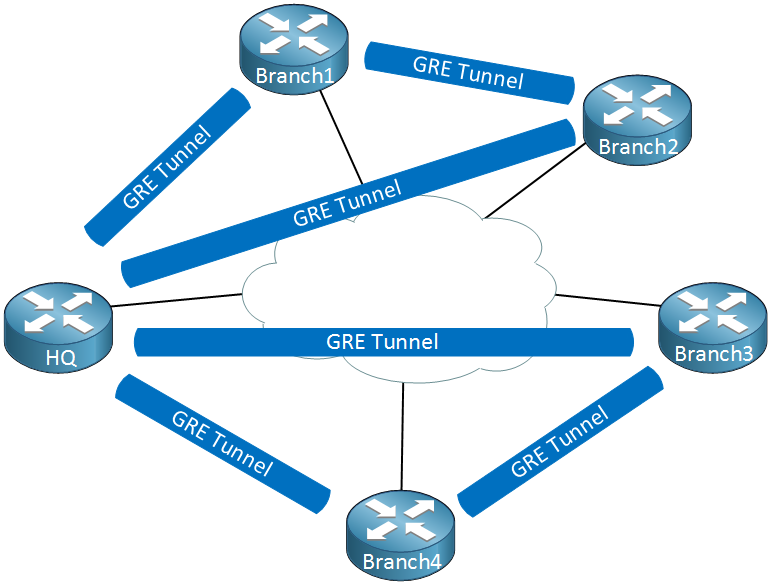 Branch1
GRE Tunnel
Branch2
GRE Tunnel
GRE Tunnel
HQ
GRE Tunnel
Branch3
GRE Tunnel
GRE Tunnel
Branch4